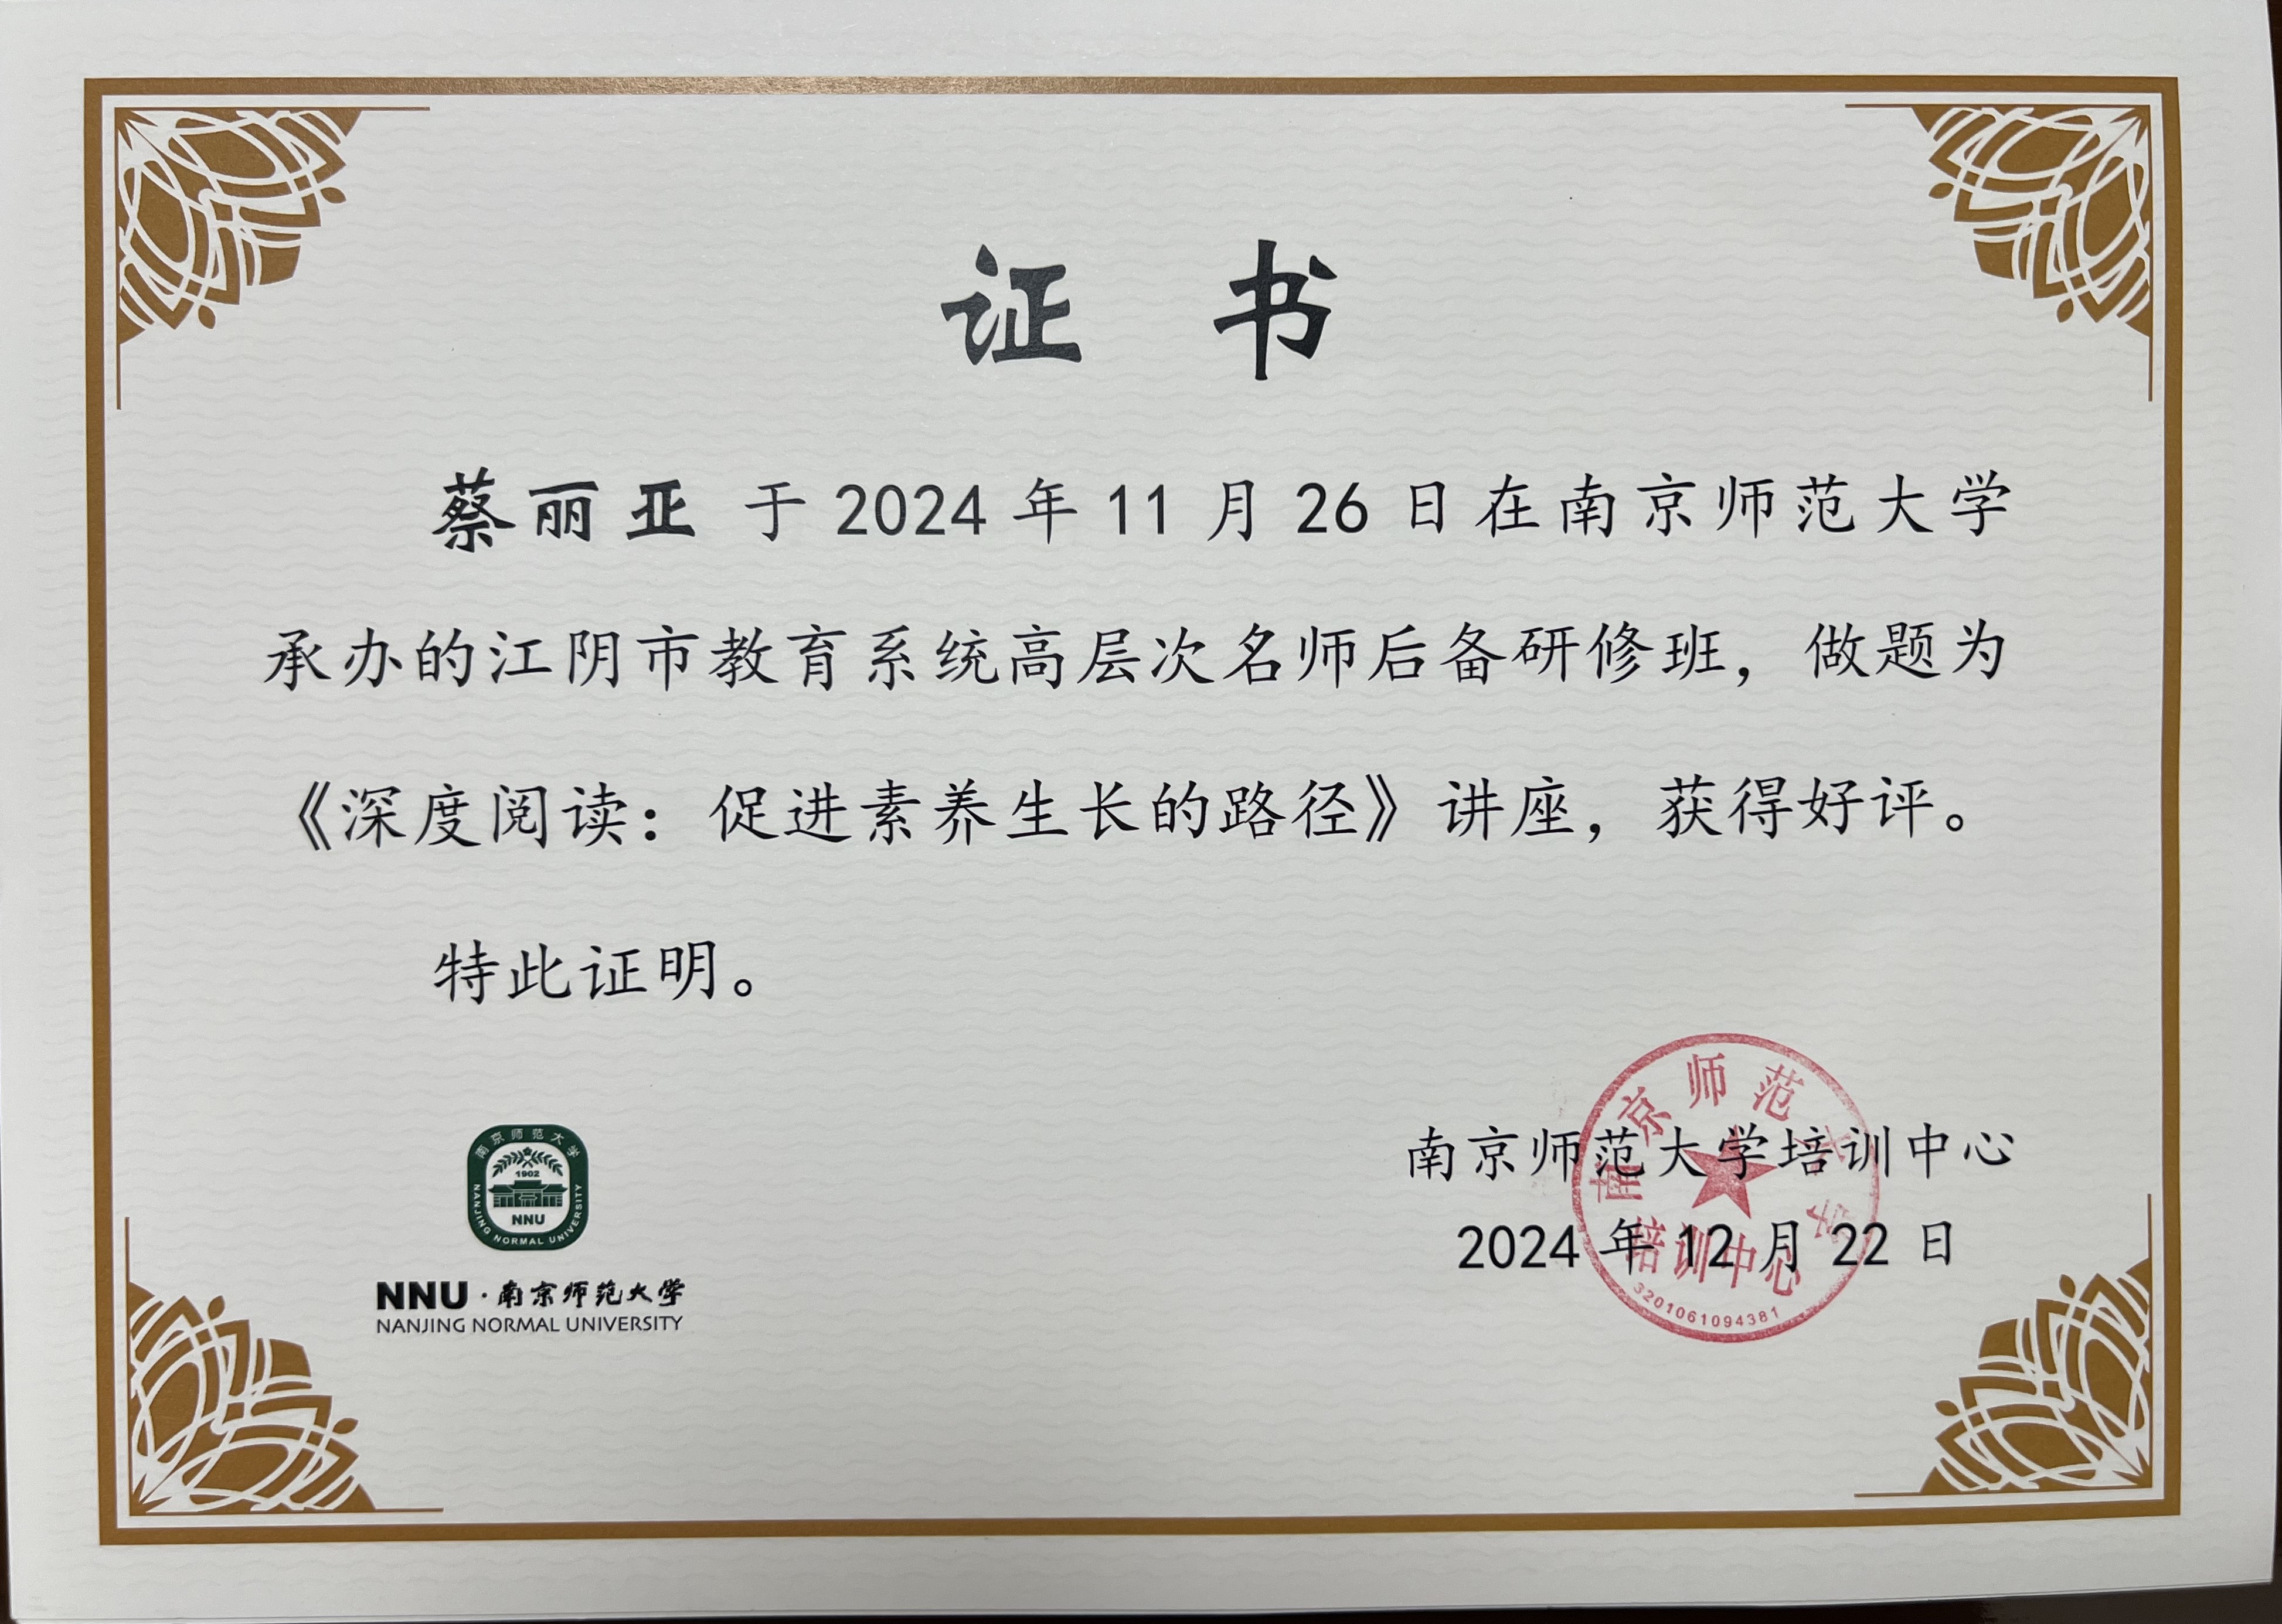 证 书
蔡丽亚 于 2024 年 11 月 26 日在南京师范大学
承办的江阴市教育系统高层次名师后备研修班，做题为
《深度阅读：促进素养生长的路径》讲座，获得好评。
特此证明。
南京师范大学培训中心
2024 年 12 月 22 日
南京师范大学
培训中心
3201061094381
南京师范大学
1902
NNU
NANJING NORMAL UNIVERSITY
NNU·南京师范大学
NANJING NORMAL UNIVERSITY